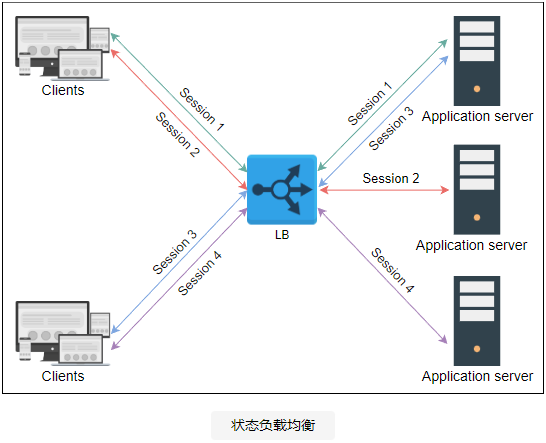 Clients
Application server
Session 1
Session 2
Session 1
Session 3
Session 2
LB
Application server
Session 3
Session 4
Session 4
Clients
Application server
状态负载均衡